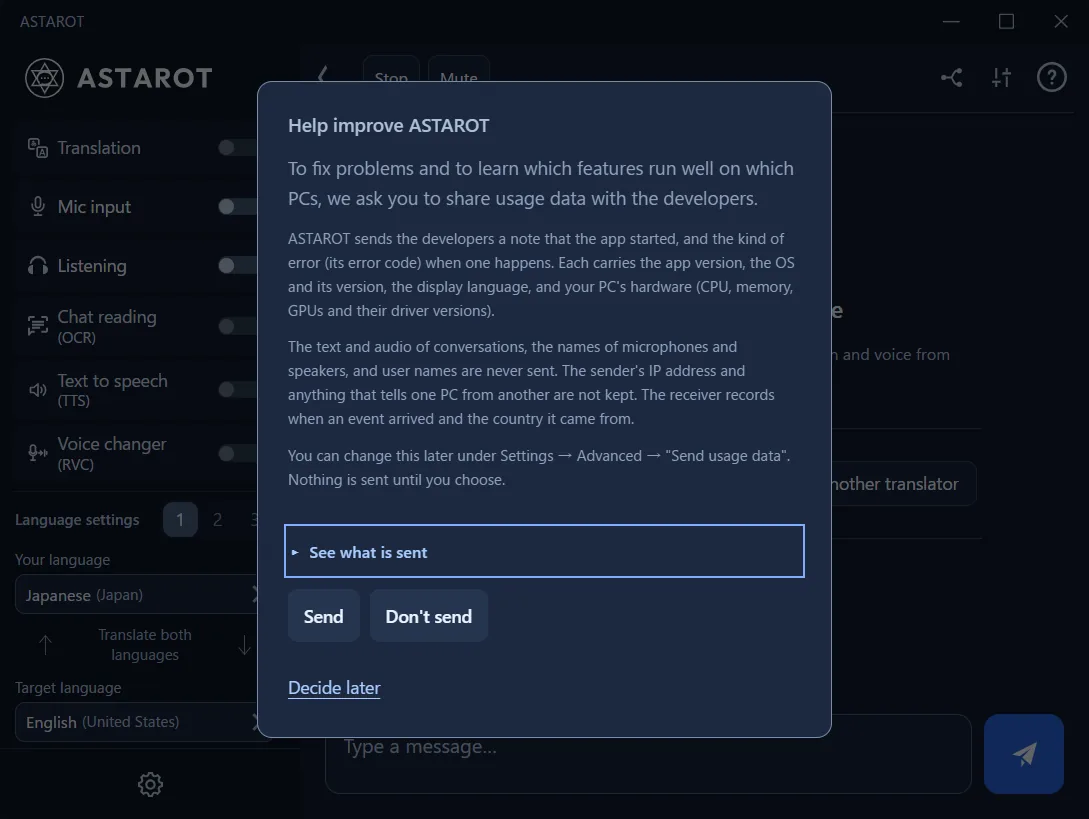 ASTAROT
ASTAROT
Stop
Mute
Translation
Mic input
Listening
Chat reading
(OCR)
Text to speech
(TTS)
Voice changer
(RVC)
Language settings
1
2
3
Your language
Japanese (Japan)
Translate both
languages
Target language
English (United States)
Help improve ASTAROT
To fix problems and to learn which features run well on which
PCs, we ask you to share usage data with the developers.
ASTAROT sends the developers a note that the app started, and the kind of
error (its error code) when one happens. Each carries the app version, the OS
and its version, the display language, and your PC's hardware (CPU, memory,
GPUs and their driver versions).
The text and audio of conversations, the names of microphones and
speakers, and user names are never sent. The sender's IP address and
anything that tells one PC from another are not kept. The receiver records
when an event arrived and the country it came from.
You can change this later under Settings → Advanced → "Send usage data".
Nothing is sent until you choose.
▸ See what is sent
Send
Don't send
Decide later
and voice from
translator
Type a message...